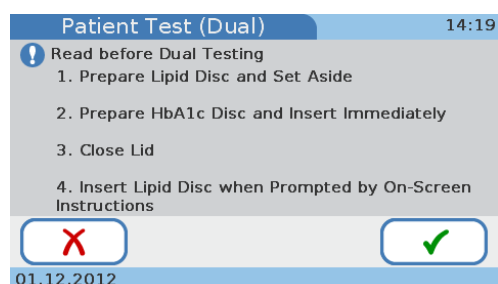 Patient Test (Dual) 14:19
Read before Dual Testing
1. Prepare Lipid Disc and Set Aside
2. Prepare HbA1c Disc and Insert Immediately
3. Close Lid
4. Insert Lipid Disc when Prompted by On-Screen
Instructions
01.12.2012